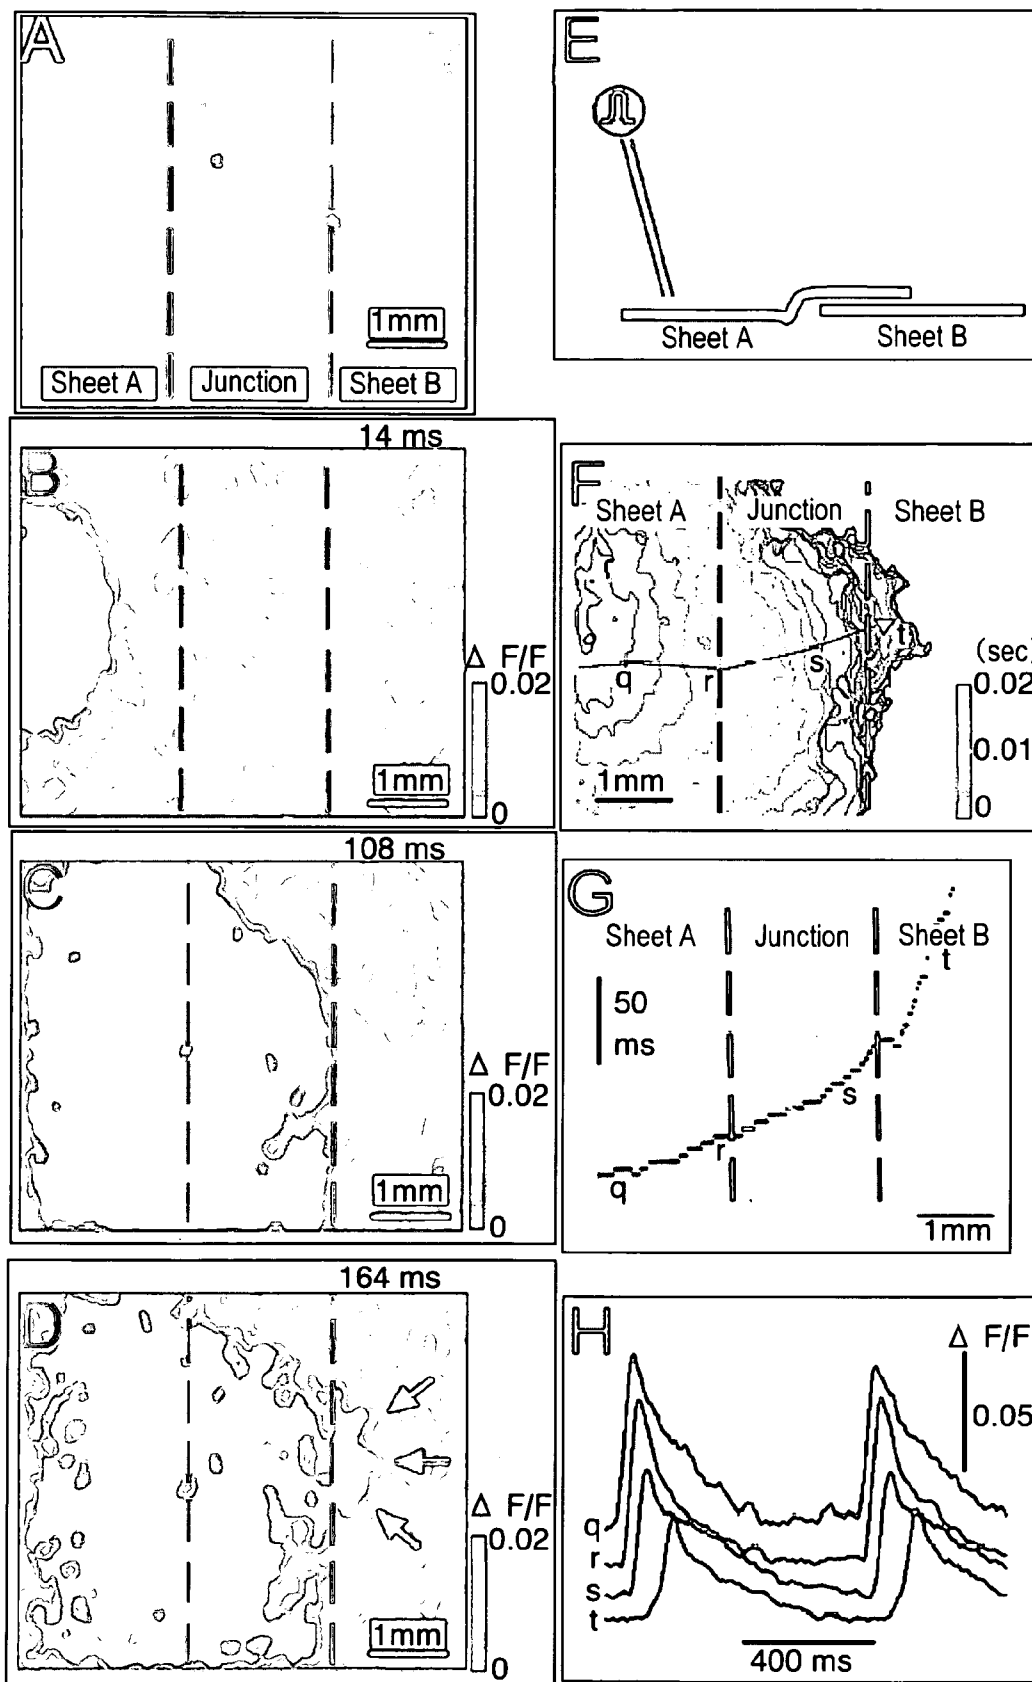 A
1mm
Sheet A
Junction
Sheet B
14 ms
B
Δ F/F
0.02
1mm
0
108 ms
C
Δ F/F
0.02
1mm
0
164 ms
D
Δ F/F
0.02
1mm
0
E
Sheet A
Sheet B
F
Sheet A
Junction
Sheet B
t
s
q
r
(sec)
0.02
0.01
0
1mm
G
Sheet A
Junction
Sheet B
t
50
ms
s
r
q
1mm
H
Δ F/F
0.05
q
r
s
t
400 ms